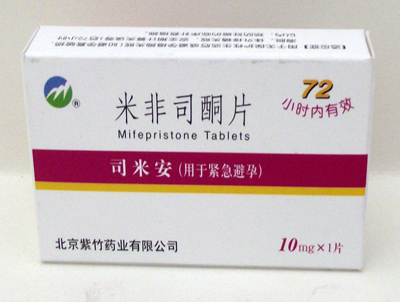 72
小时内有效
®
米非司酮片
Mifepristone Tablets
司米安(用于紧急避孕)
北京紫竹药业有限公司
10mg×1片